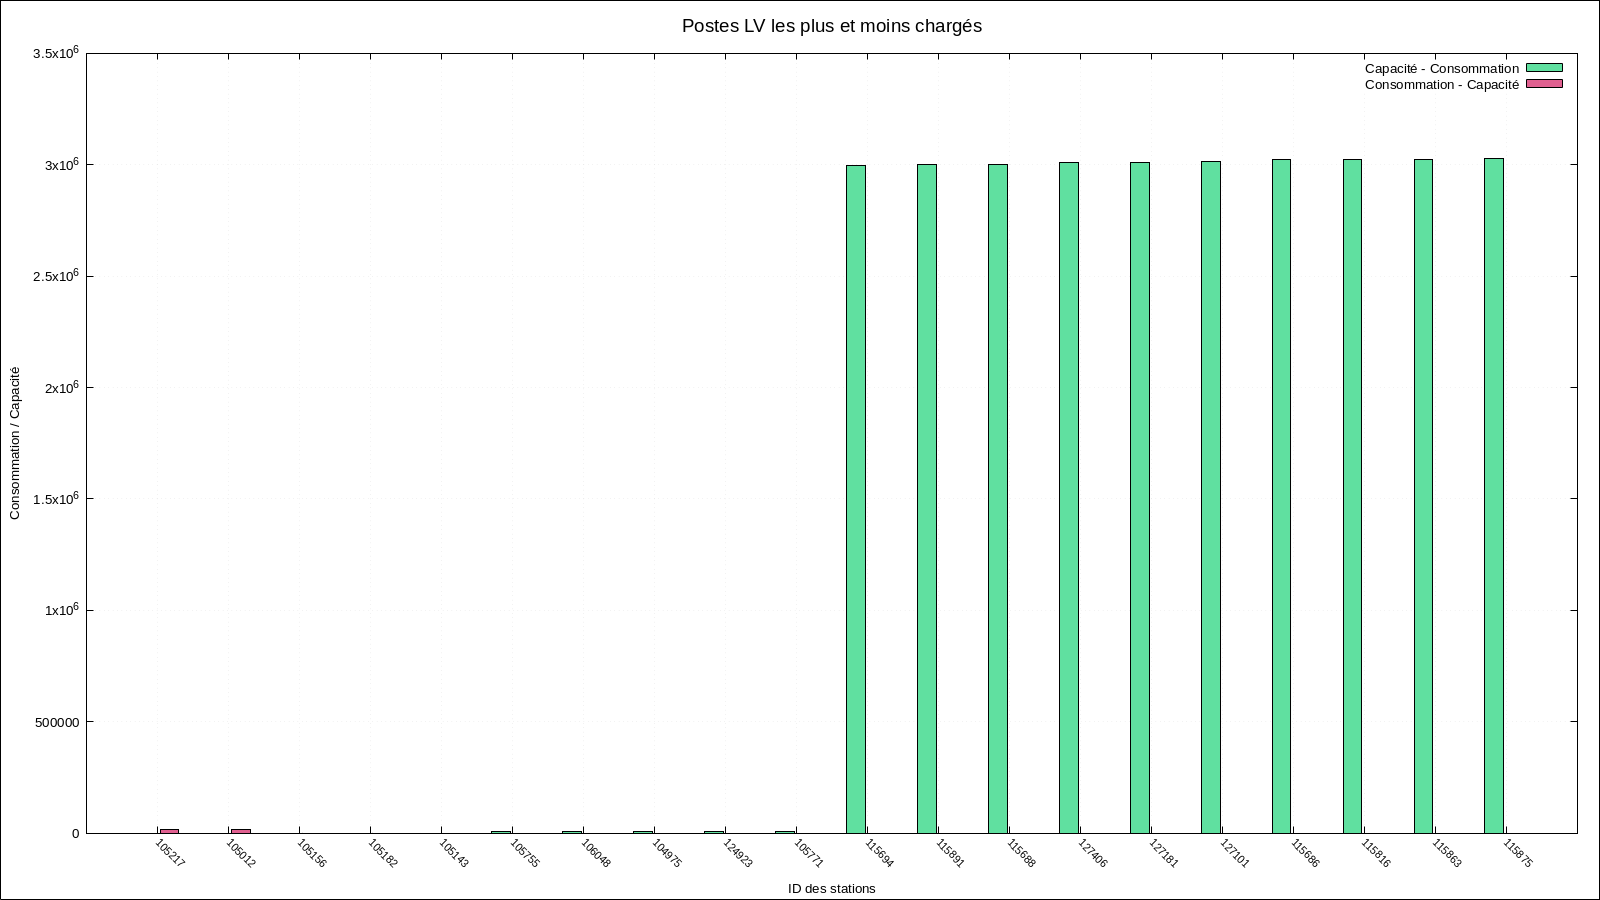 Postes LV les plus et moins chargés
Capacité - Consommation
Consommation - Capacité
3.5x10^6
3x10^6
2.5x10^6
2x10^6
1.5x10^6
1x10^6
500000
0
Consommation / Capacité
105217
105012
105156
105182
105143
105755
106048
104975
124923
105771
115694
115891
115688
127406
127181
127101
115686
115816
115863
115875
ID des stations